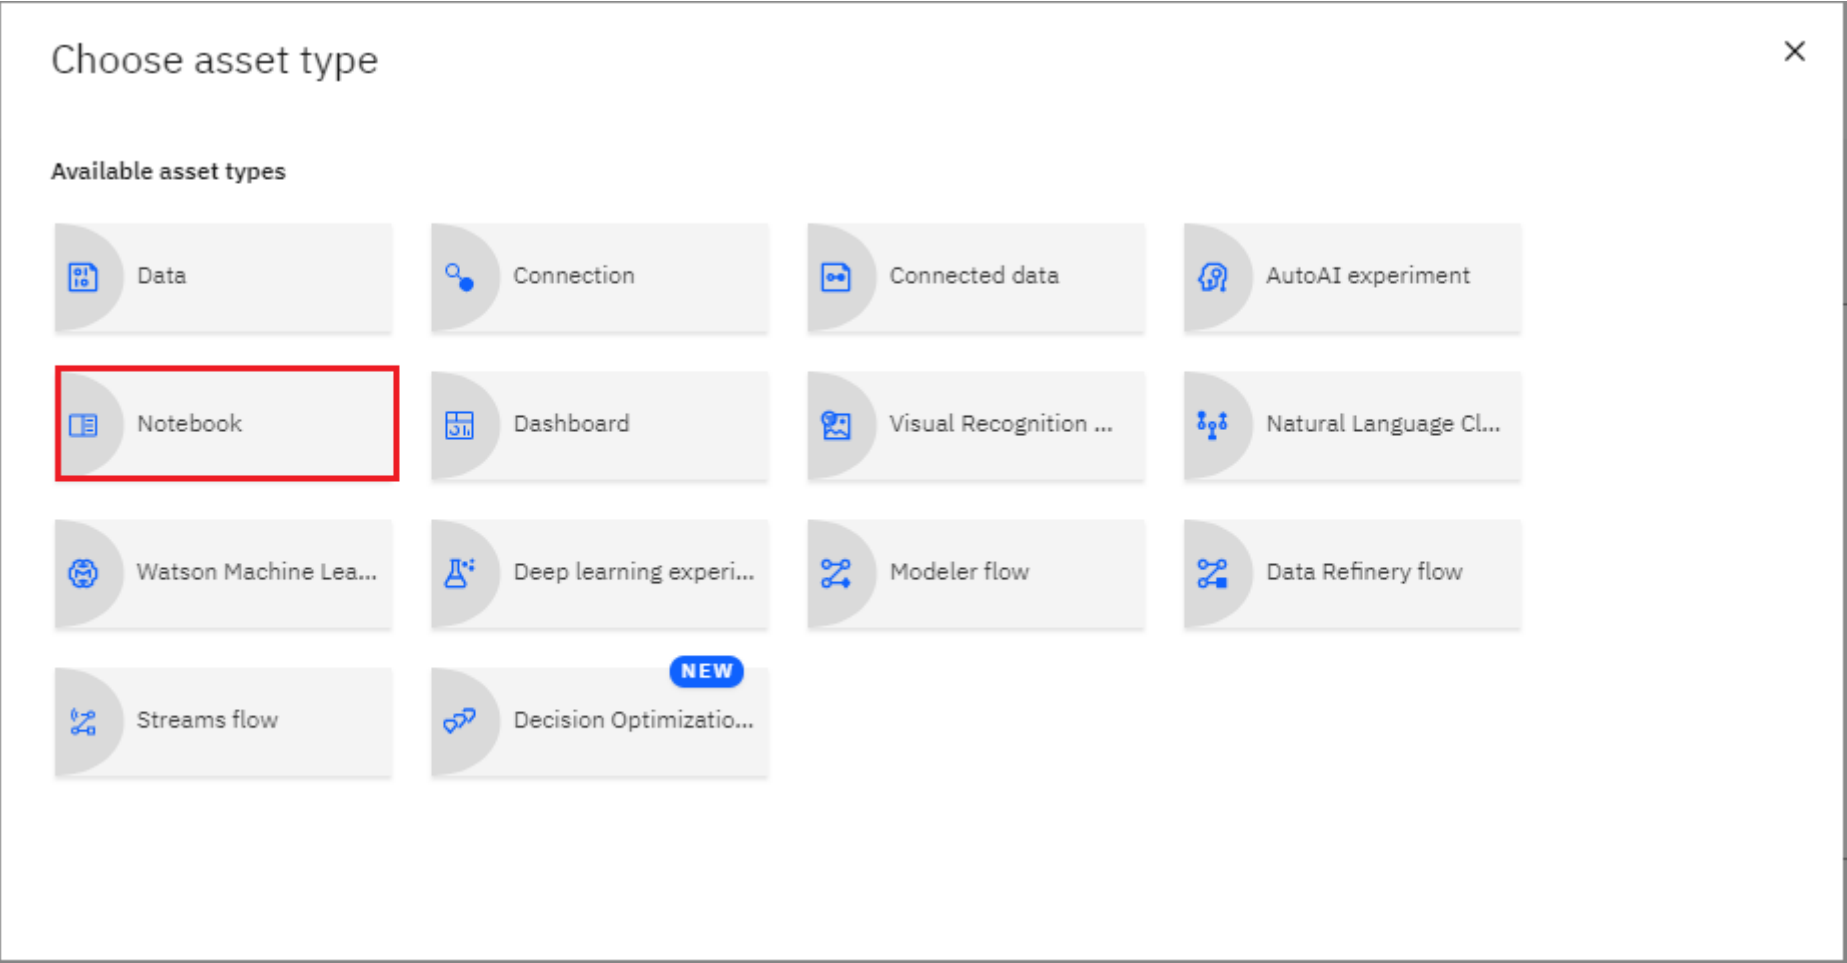 Choose asset type
Available asset types
Data
Connection
Connected data
AutoAI experiment
Notebook
Dashboard
Visual Recognition ...
Natural Language Cl...
Watson Machine Lea...
Deep learning experi...
Modeler flow
Data Refinery flow
Streams flow
NEW
Decision Optimizatio...